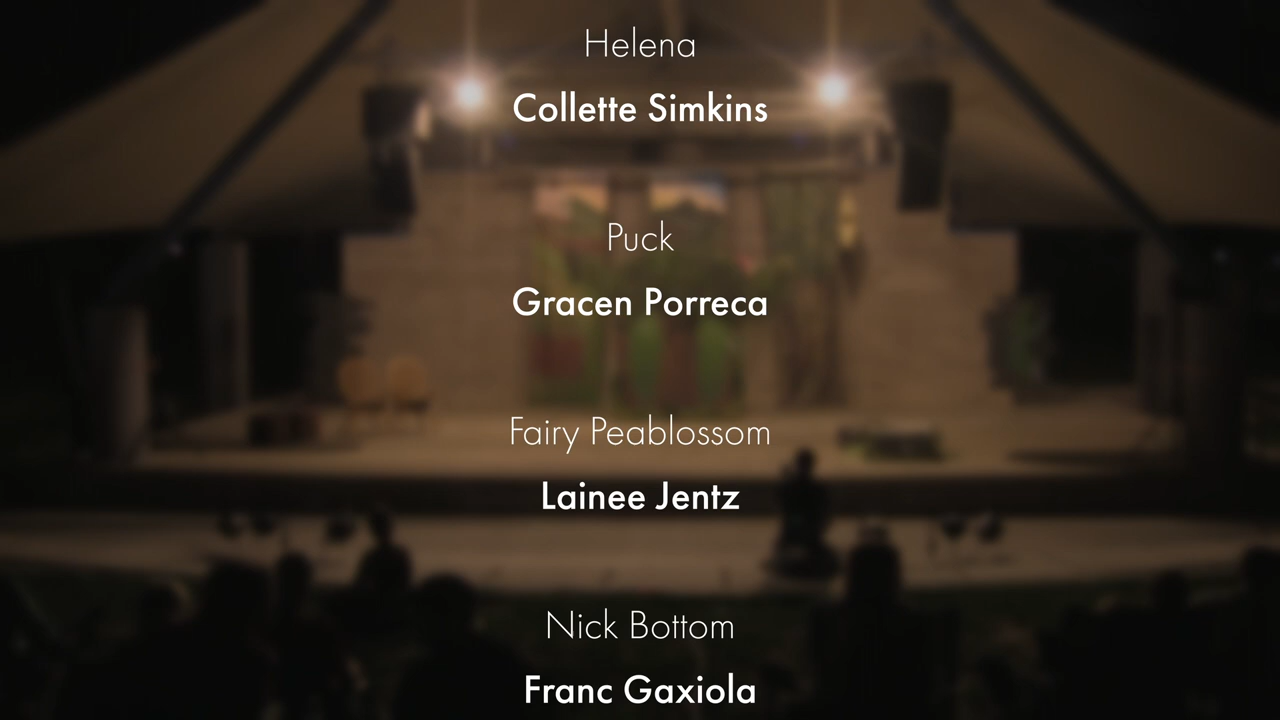 Helena
Collette Simkins
Puck
Gracen Porreca
Fairy Peablossom
Lainee Jentz
Nick Bottom
Franc Gaxiola